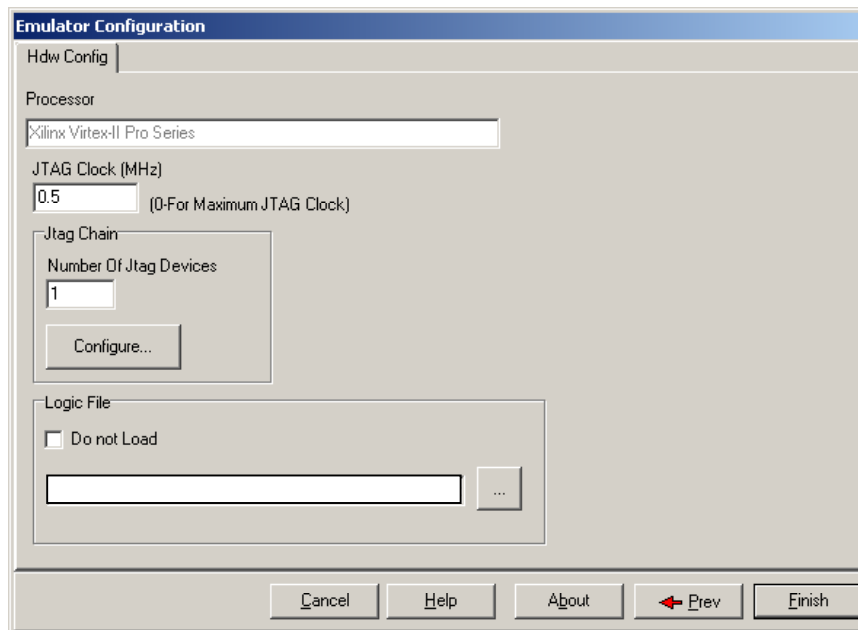 Emulator Configuration
Hdw Config
Processor
Xilinx Virtex-II Pro Series
JTAG Clock (MHz)
0.5 (0-For Maximum JTAG Clock)
Jtag Chain
Number Of Jtag Devices
1
Configure...
Logic File
Do not Load
...
Cancel Help About Prev Finish